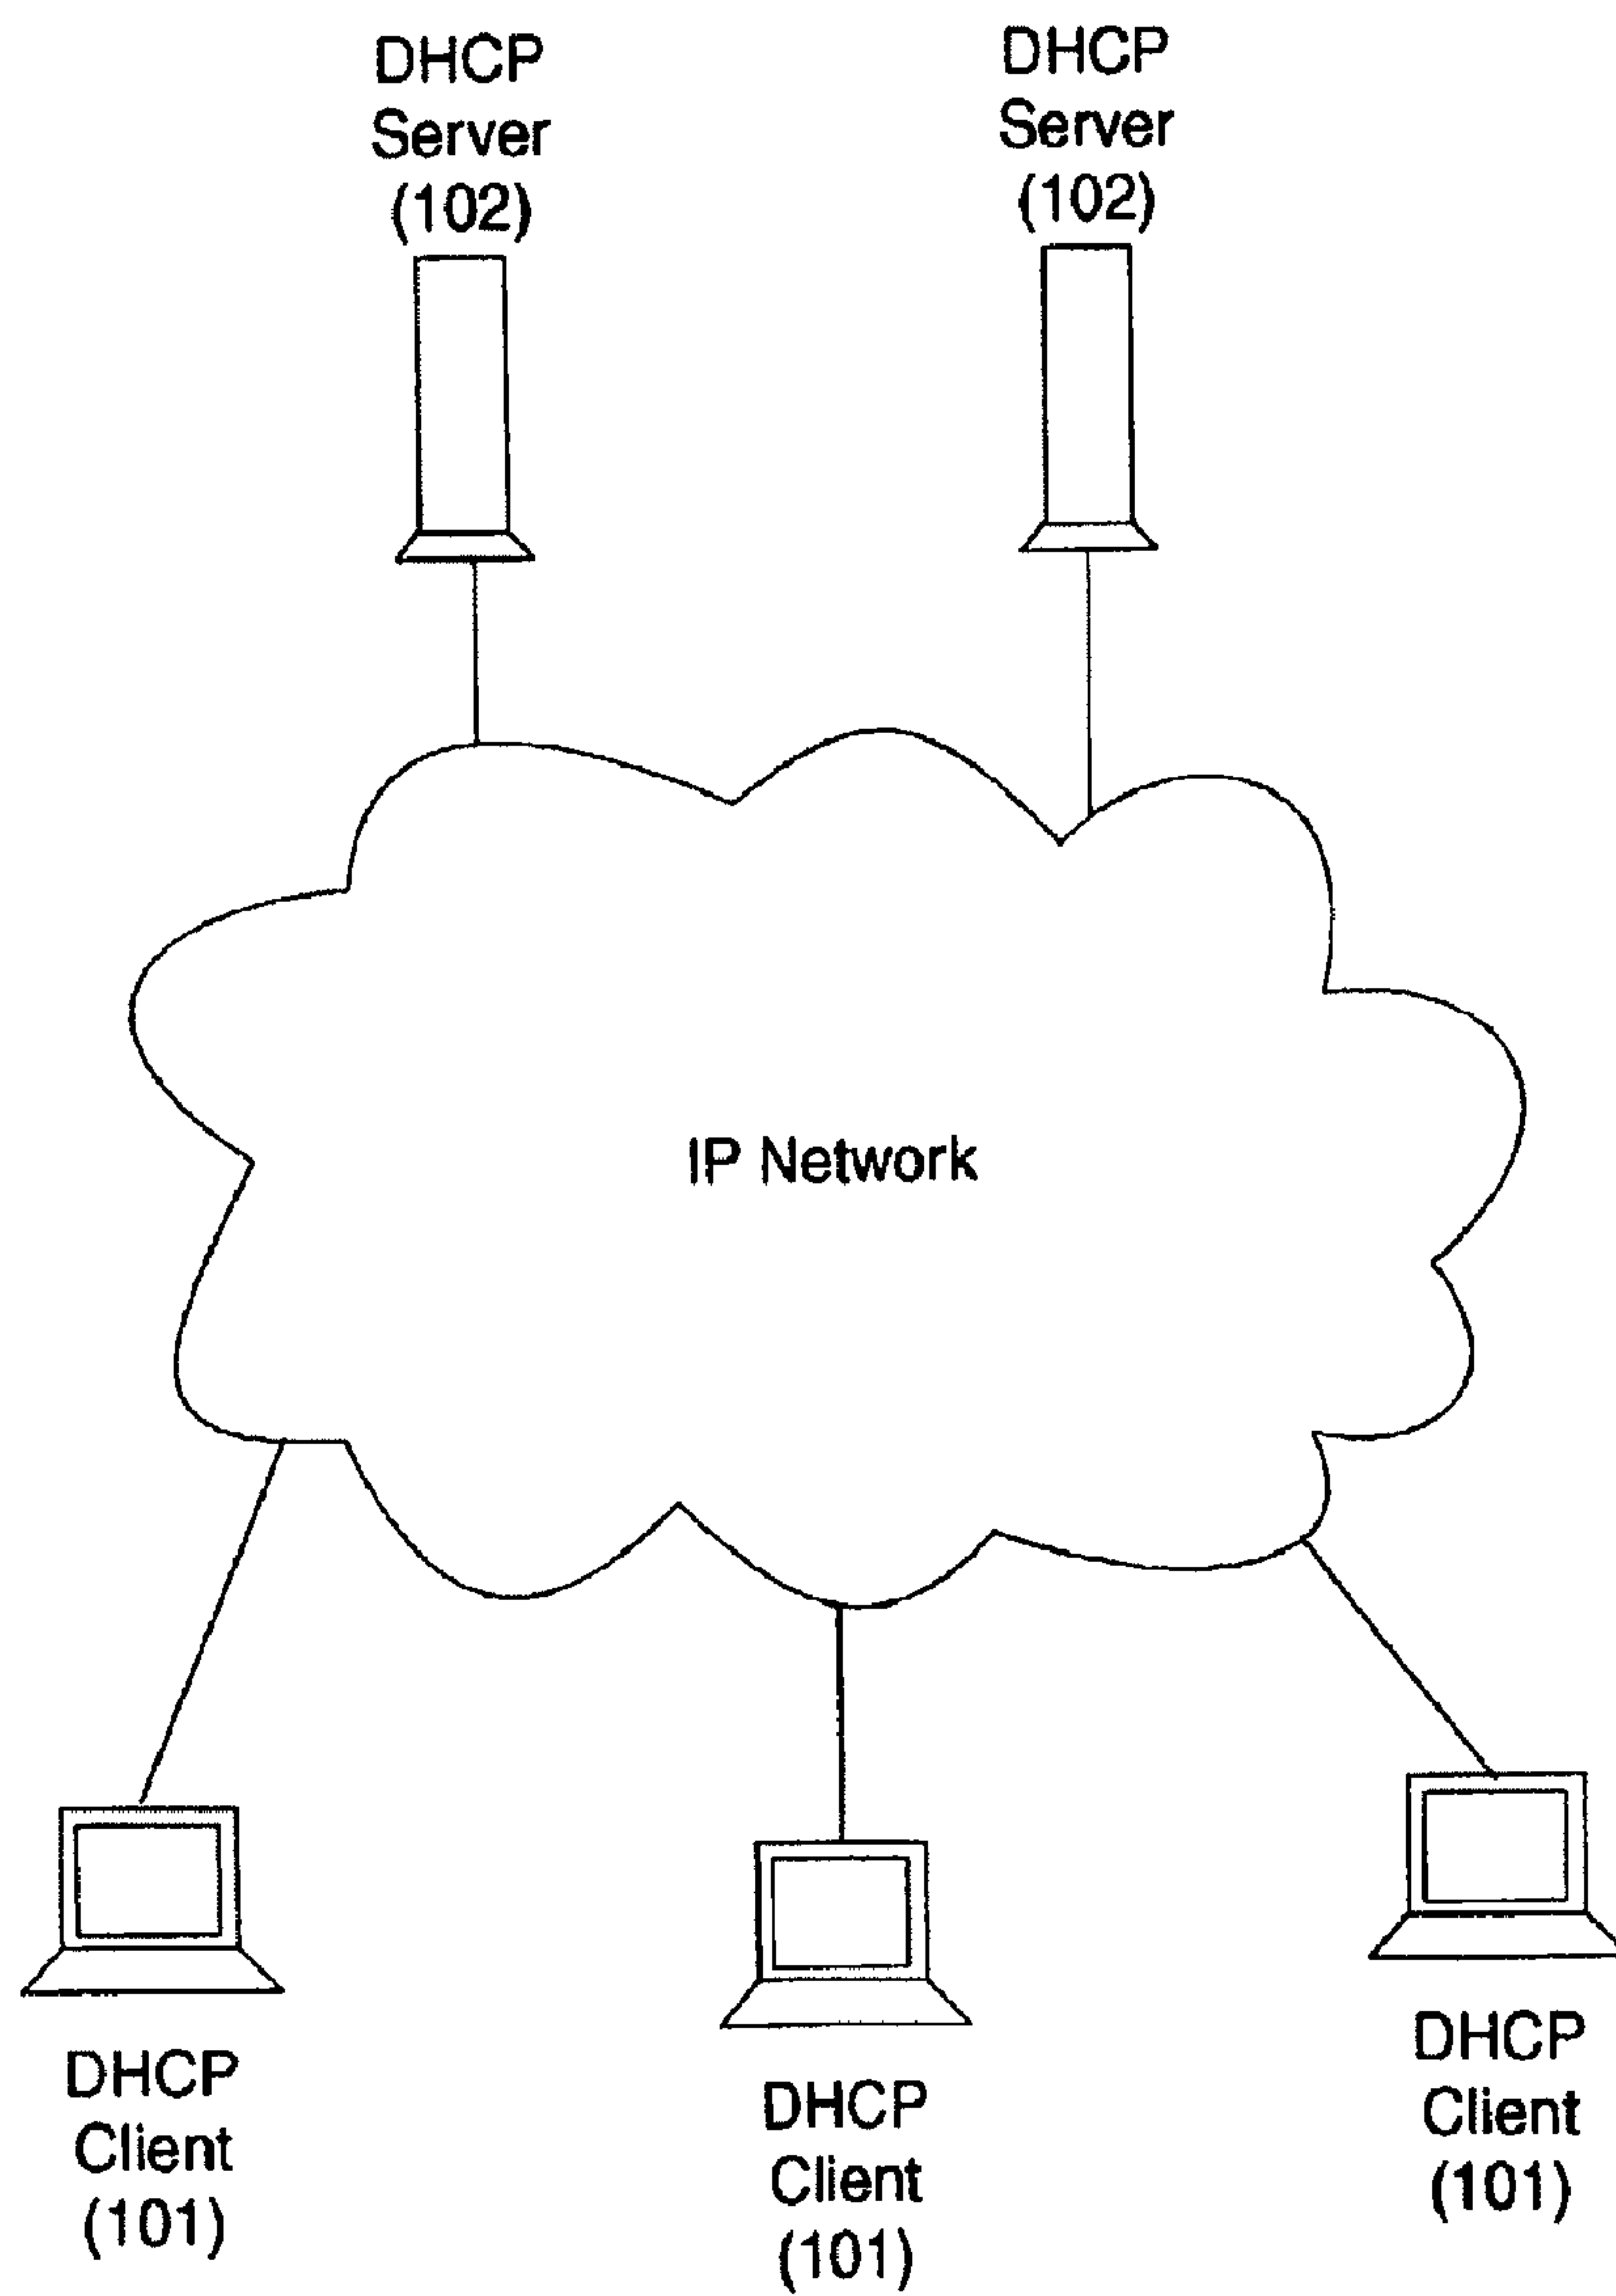 DHCP
Server
(102)
DHCP
Server
(102)
IP Network
DHCP
Client
(101)
DHCP
Client
(101)
DHCP
Client
(101)